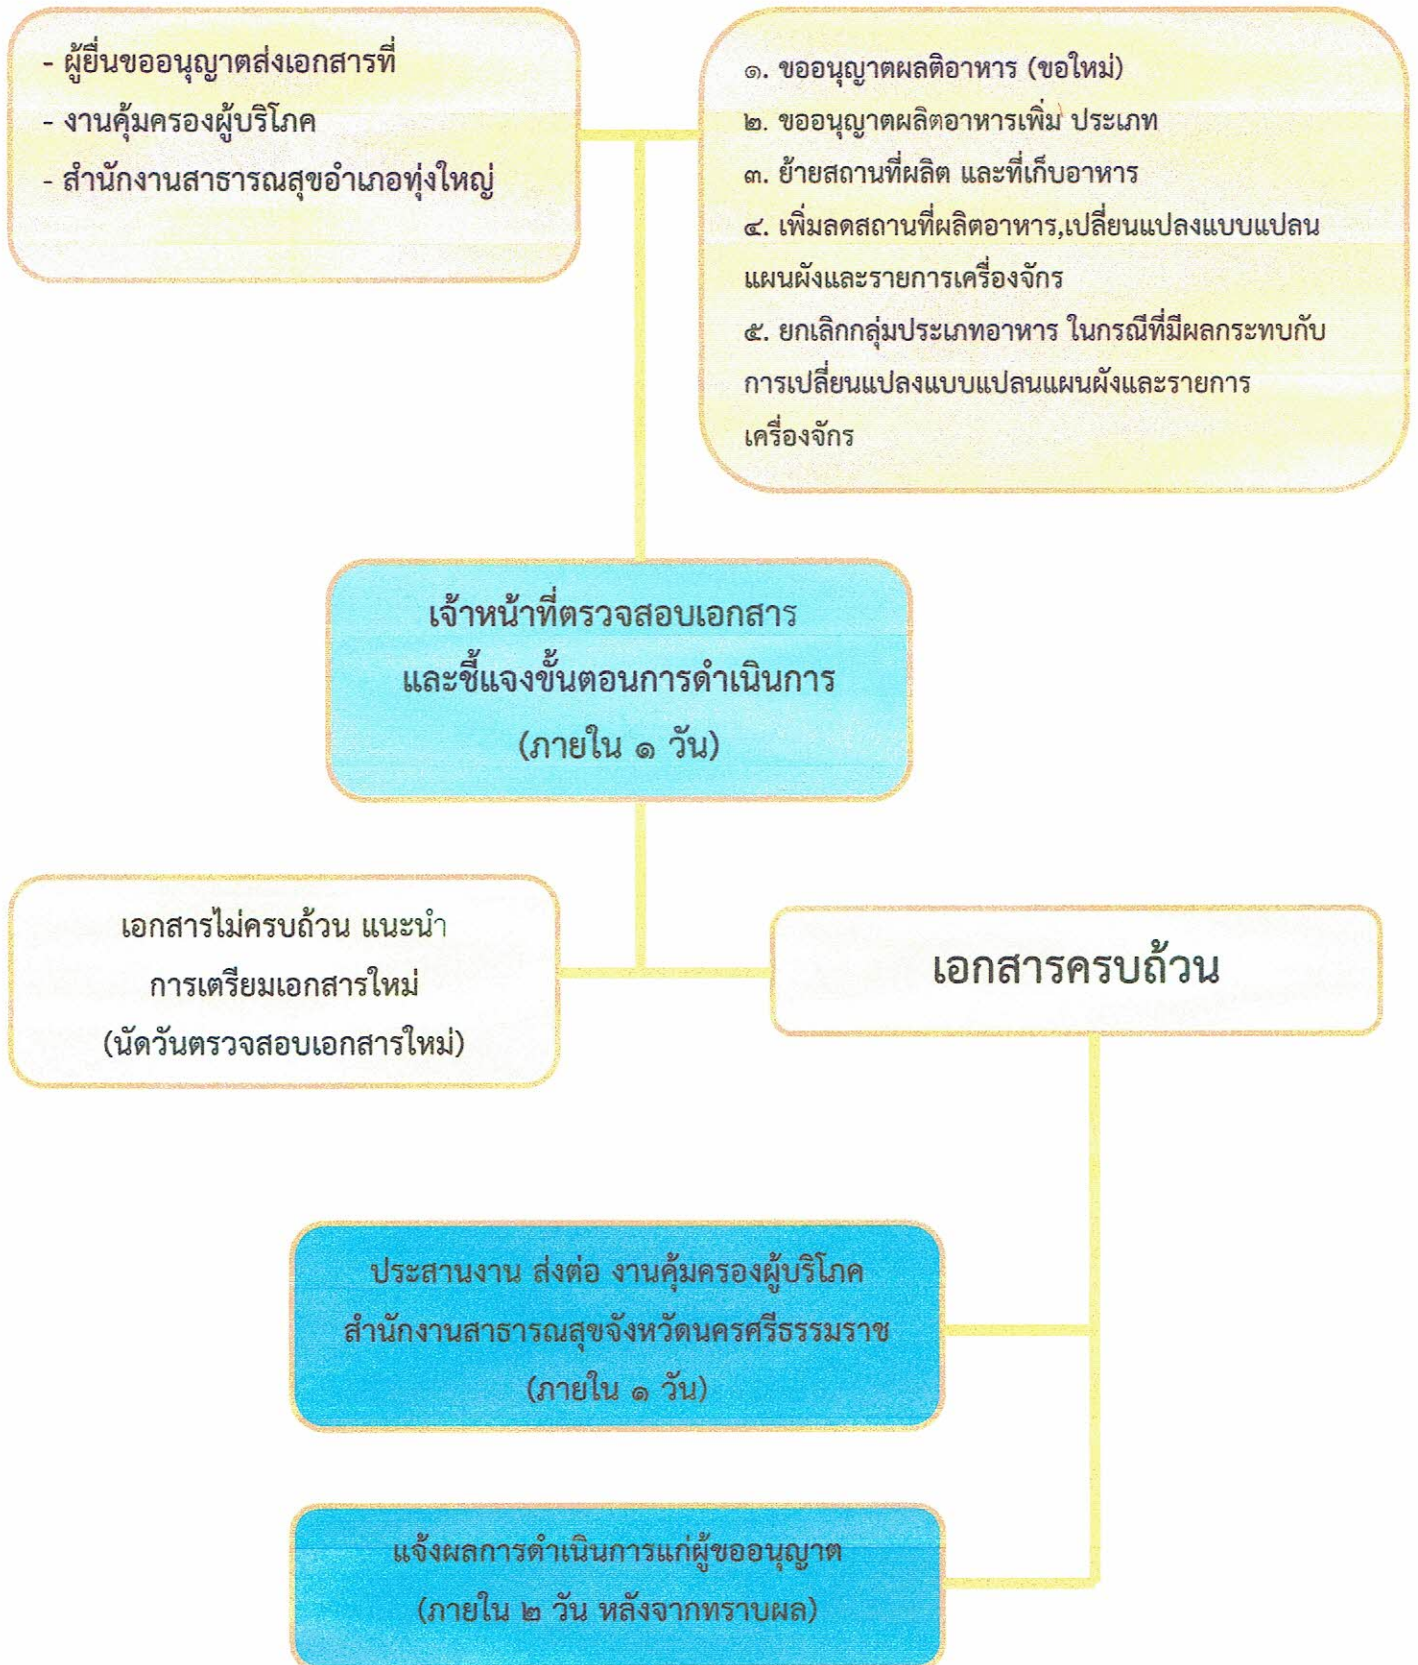 - ผู้ยื่นขออนุญาตส่งเอกสารที่
- งานคุ้มครองผู้บริโภค
- สำนักงานสาธารณสุขอำเภอทุ่งใหญ่
๑. ขออนุญาตผลติอาหาร (ขอใหม่)
๒. ขออนุญาตผลิตอาหารเพิ่ม ประเภท
๓. ย้ายสถานที่ผลิต และที่เก็บอาหาร
๔. เพิ่มลดสถานที่ผลิตอาหาร,เปลี่ยนแปลงแบบแปลน
แผนผังและรายการเครื่องจักร
๕. ยกเลิกกลุ่มประเภทอาหาร ในกรณีที่มีผลกระทบกับ
การเปลี่ยนแปลงแบบแปลนแผนผังและรายการ
เครื่องจักร
เจ้าหน้าที่ตรวจสอบเอกสาร
และชี้แจงขั้นตอนการดำเนินการ
(ภายใน ๑ วัน)
เอกสารไม่ครบถ้วน แนะนำ
การเตรียมเอกสารใหม่
(นัดวันตรวจสอบเอกสารใหม่)
เอกสารครบถ้วน
ประสานงาน ส่งต่อ งานคุ้มครองผู้บริโภค
สำนักงานสาธารณสุขจังหวัดนครศรีธรรมราช
(ภายใน ๑ วัน)
แจ้งผลการดำเนินการแก่ผู้ขออนุญาต
(ภายใน ๒ วัน หลังจากทราบผล)